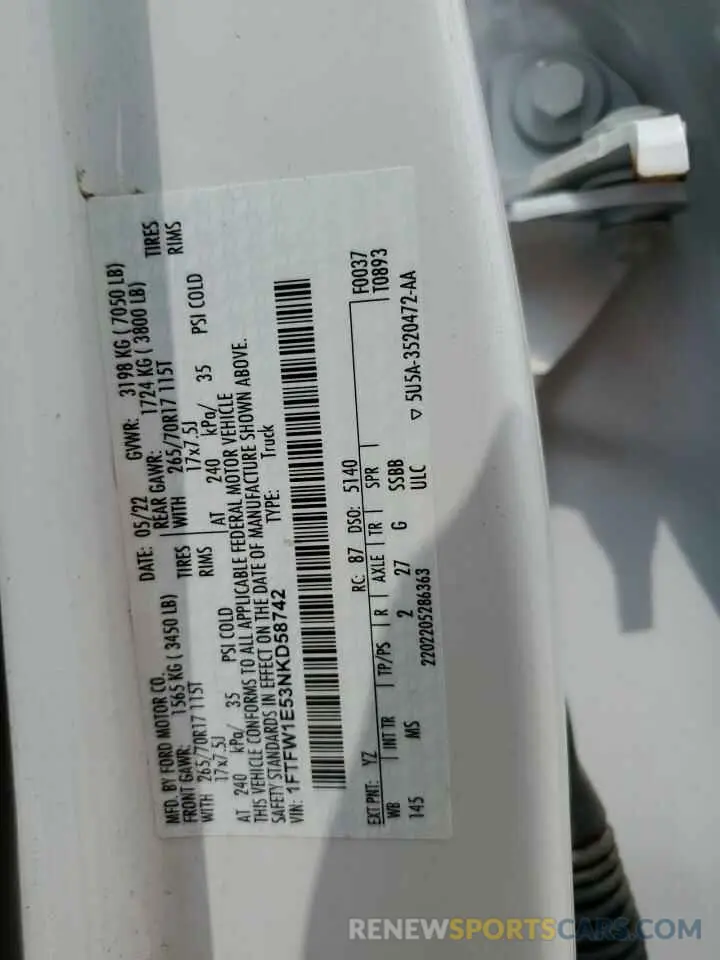 MFD. BY FORD MOTOR CO.
DATE: 05/22 GVWR: 3198 KG ( 7050 LB)
FRONT GAWR: 1565 KG ( 3450 LB)
REAR GAWR: 1724 KG ( 3800 LB)
WITH 265/70R17 115T TIRES
WITH 265/70R17 115T TIRES
17x7.5J RIMS
17x7.5J RIMS
AT 240 kPa/ 35 PSI COLD
AT 240 kPa/ 35 PSI COLD
THIS VEHICLE CONFORMS TO ALL APPLICABLE FEDERAL MOTOR VEHICLE
SAFETY STANDARDS IN EFFECT ON THE DATE OF MANUFACTURE SHOWN ABOVE.
VIN: 1FTFW1E53NKD58742 TYPE: Truck
EXT PNT: YZ RC: 87 DSO: 5140 F0037
WB INT TR TP/PS R AXLE TR SPR T0893
145 MS 2 27 G SSBB
2202205286363 ULC ▽ 5U5A-3520472-AA
RENEWSPORTSCARS.COM